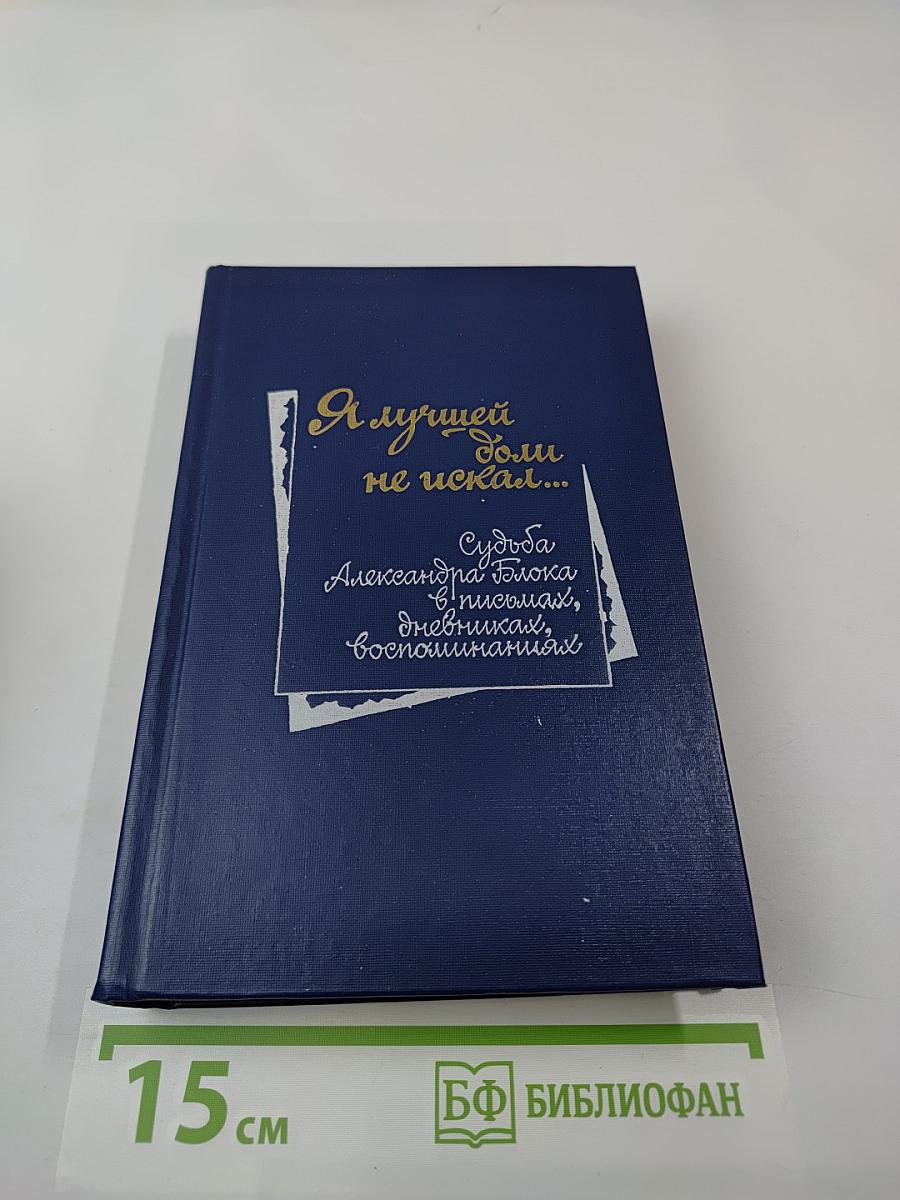 Я лучшей
доли
не искал...
Судьба
Александра Блока
в письмах,
дневниках,
воспоминаниях
15 см
БФ БИБЛИОФАН